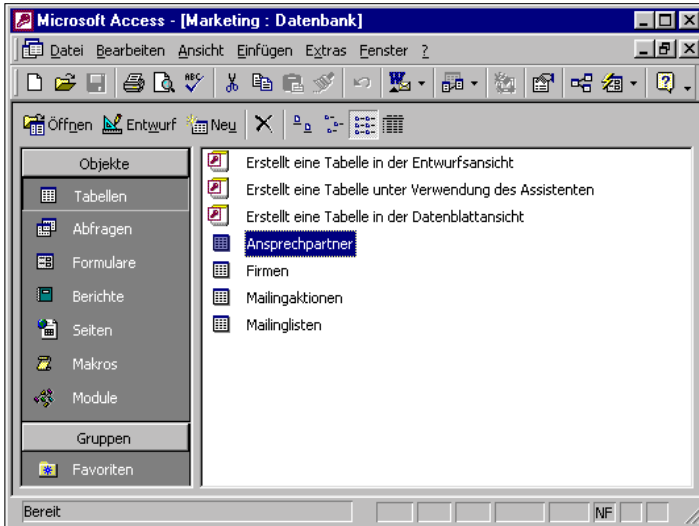 Microsoft Access - [Marketing : Datenbank]
Datei Bearbeiten Ansicht Einfügen Extras Fenster ?
Öffnen Entwurf Neu
Objekte
Tabellen
Abfragen
Formulare
Berichte
Seiten
Makros
Module
Gruppen
Favoriten
Erstellt eine Tabelle in der Entwurfsansicht
Erstellt eine Tabelle unter Verwendung des Assistenten
Erstellt eine Tabelle in der Datenblattansicht
Ansprechpartner
Firmen
Mailingaktionen
Mailinglisten
Bereit NF